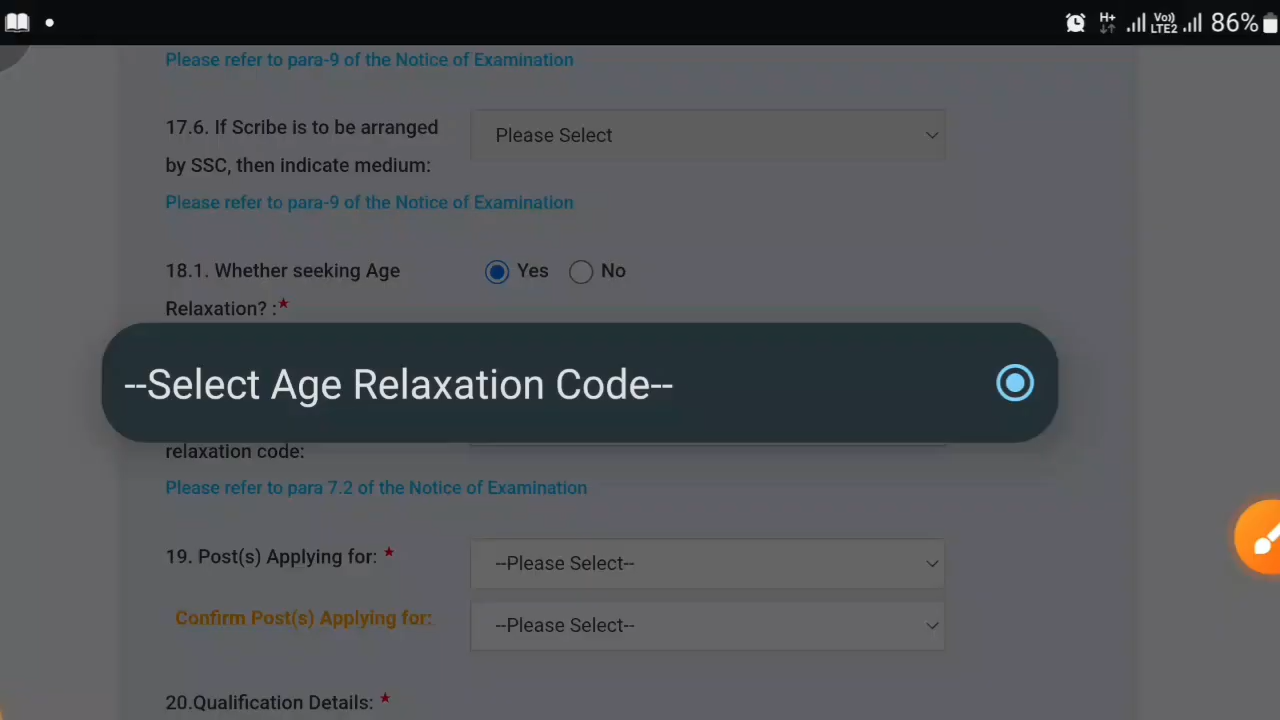 H+ Vo)) LTE2 86%
Please refer to para-9 of the Notice of Examination
17.6. If Scribe is to be arranged
by SSC, then indicate medium:
Please Select
Please refer to para-9 of the Notice of Examination
18.1. Whether seeking Age
Relaxation? :*
Yes No
--Select Age Relaxation Code--
relaxation code:
Please refer to para 7.2 of the Notice of Examination
19. Post(s) Applying for: *
--Please Select--
Confirm Post(s) Applying for:
--Please Select--
20.Qualification Details: *